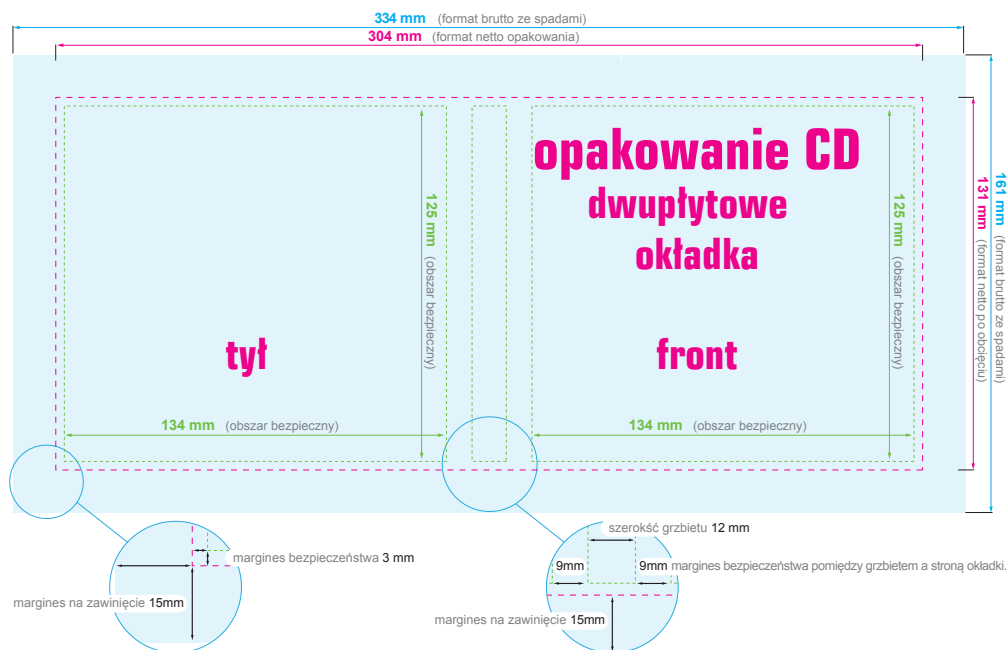 334 mm (format brutto ze spadami)
304 mm (format netto opakowania)
opakowanie CD
dwupłytowe
okładka
tył
front
125 mm (obszar bezpieczny)
125 mm (obszar bezpieczny)
131 mm (format netto po obcięciu)
161 mm (format brutto ze spadami)
134 mm (obszar bezpieczny)
134 mm (obszar bezpieczny)
margines bezpieczeństwa 3 mm
margines na zawinięcie 15mm
szerokść grzbietu 12 mm
9mm
9mm margines bezpieczeństwa pomiędzy grzbietem a stroną okładki.
margines na zawinięcie 15mm